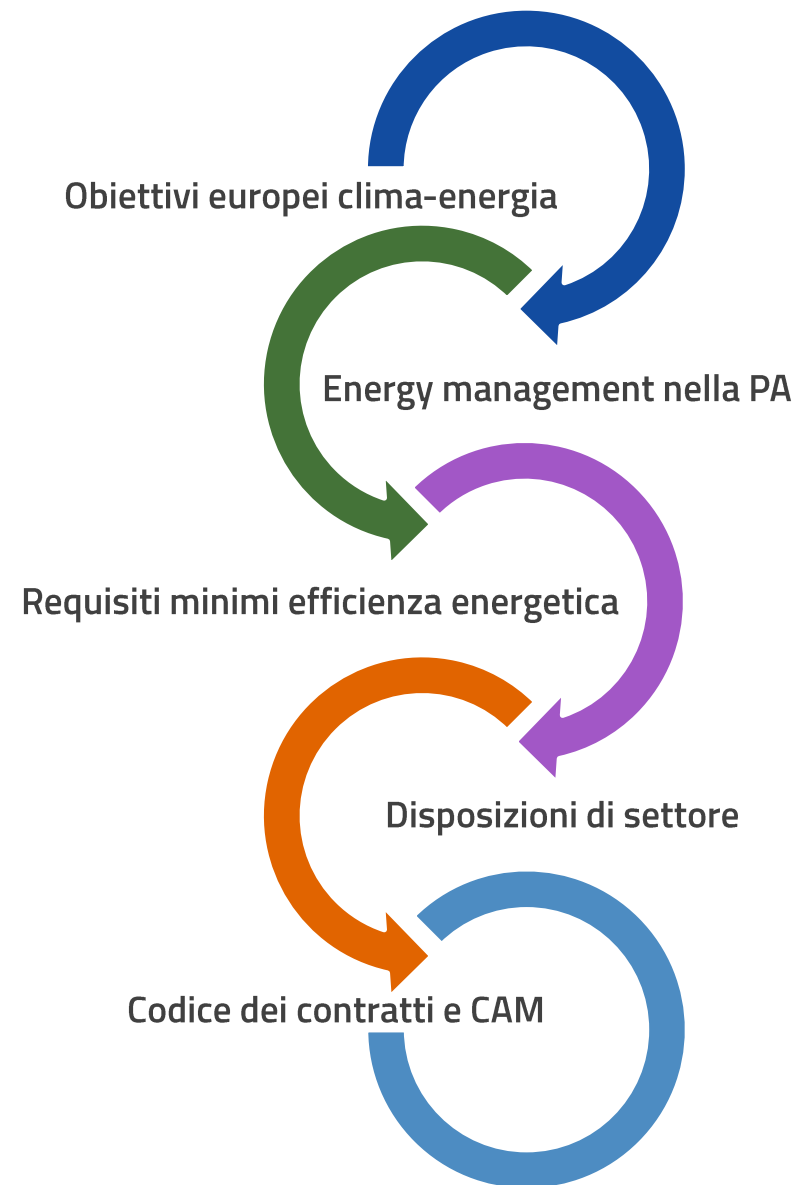 Obiettivi europei clima-energia
Energy management nella PA
Requisiti minimi efficienza energetica
Disposizioni di settore
Codice dei contratti e CAM